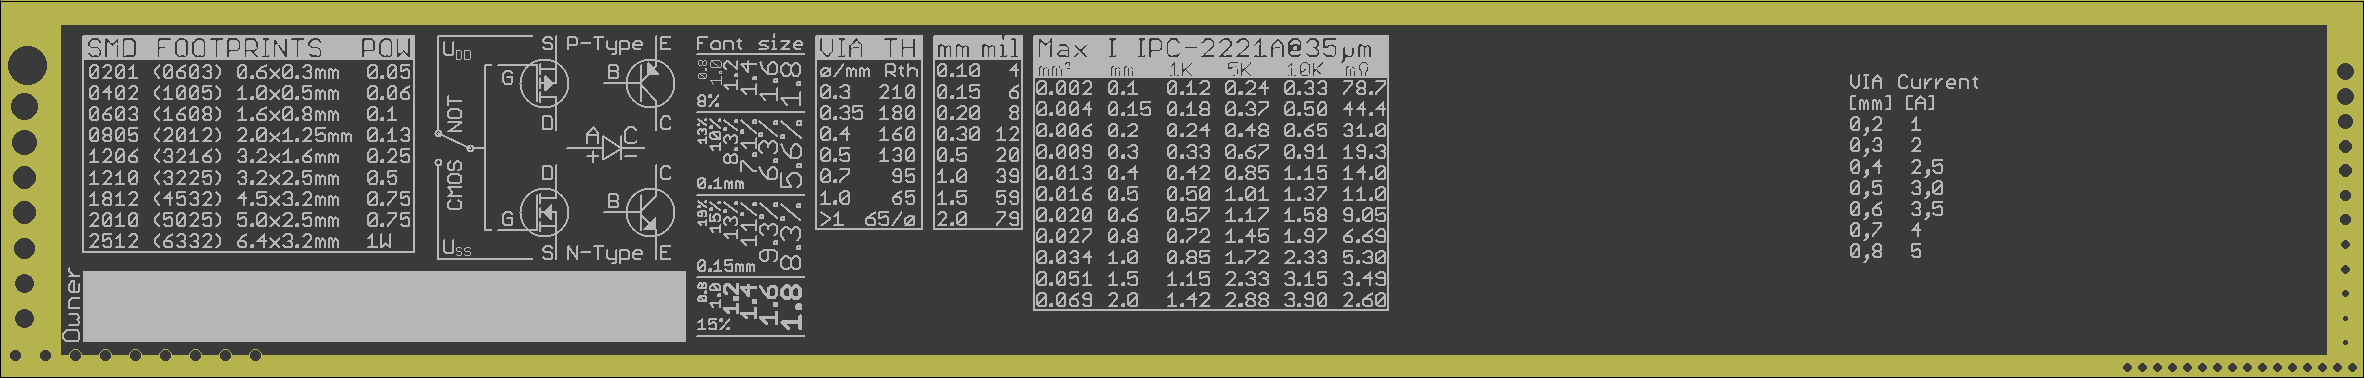 SMD FOOTPRINTS POW
0201 (0603) 0.6x0.3mm 0.05
0402 (1005) 1.0x0.5mm 0.06
0603 (1608) 1.6x0.8mm 0.1
0805 (2012) 2.0x1.25mm 0.13
1206 (3216) 3.2x1.6mm 0.25
1210 (3225) 3.2x2.5mm 0.5
1812 (4532) 4.5x3.2mm 0.75
2010 (5025) 5.0x2.5mm 0.75
2512 (6332) 6.4x3.2mm 1W
Owner
UDD
S P-Type E
G
B
D
C
NOT
A C
+ −
CMOS
D
C
G
B
USS
S N-Type E
Font size
0.8
1.0
1.2
1.4
1.6
1.8
8%
13%
10%
8.3%
7.1%
6.3%
5.6%
0.1mm
19%
15%
13%
11%
9.3%
8.3%
0.15mm
0.8
1.0
1.2
1.4
1.6
1.8
15%
VIA TH
ø/mm Rth
0.3 210
0.35 180
0.4 160
0.5 130
0.7 95
1.0 65
>1 65/ø
mm mil
0.10 4
0.15 6
0.20 8
0.30 12
0.5 20
1.0 39
1.5 59
2.0 79
Max I IPC-2221A@35µm
mm² mm 1K 5K 10K mΩ
0.002 0.1 0.12 0.24 0.33 78.7
0.004 0.15 0.18 0.37 0.50 44.4
0.006 0.2 0.24 0.48 0.65 31.0
0.009 0.3 0.33 0.67 0.91 19.3
0.013 0.4 0.42 0.85 1.15 14.0
0.016 0.5 0.50 1.01 1.37 11.0
0.020 0.6 0.57 1.17 1.58 9.05
0.027 0.8 0.72 1.45 1.97 6.69
0.034 1.0 0.85 1.72 2.33 5.30
0.051 1.5 1.15 2.33 3.15 3.49
0.069 2.0 1.42 2.88 3.90 2.60
VIA Current
[mm] [A]
0,2 1
0,3 2
0,4 2,5
0,5 3,0
0,6 3,5
0,7 4
0,8 5